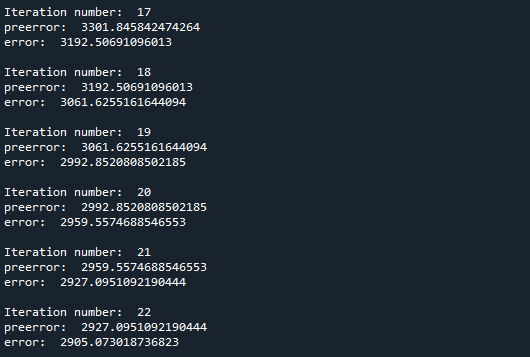 Iteration number:  17
preerror:  3301.845842474264
error:  3192.50691096013
Iteration number:  18
preerror:  3192.50691096013
error:  3061.6255161644094
Iteration number:  19
preerror:  3061.6255161644094
error:  2992.8520808502185
Iteration number:  20
preerror:  2992.8520808502185
error:  2959.5574688546553
Iteration number:  21
preerror:  2959.5574688546553
error:  2927.0951092190444
Iteration number:  22
preerror:  2927.0951092190444
error:  2905.073018736823